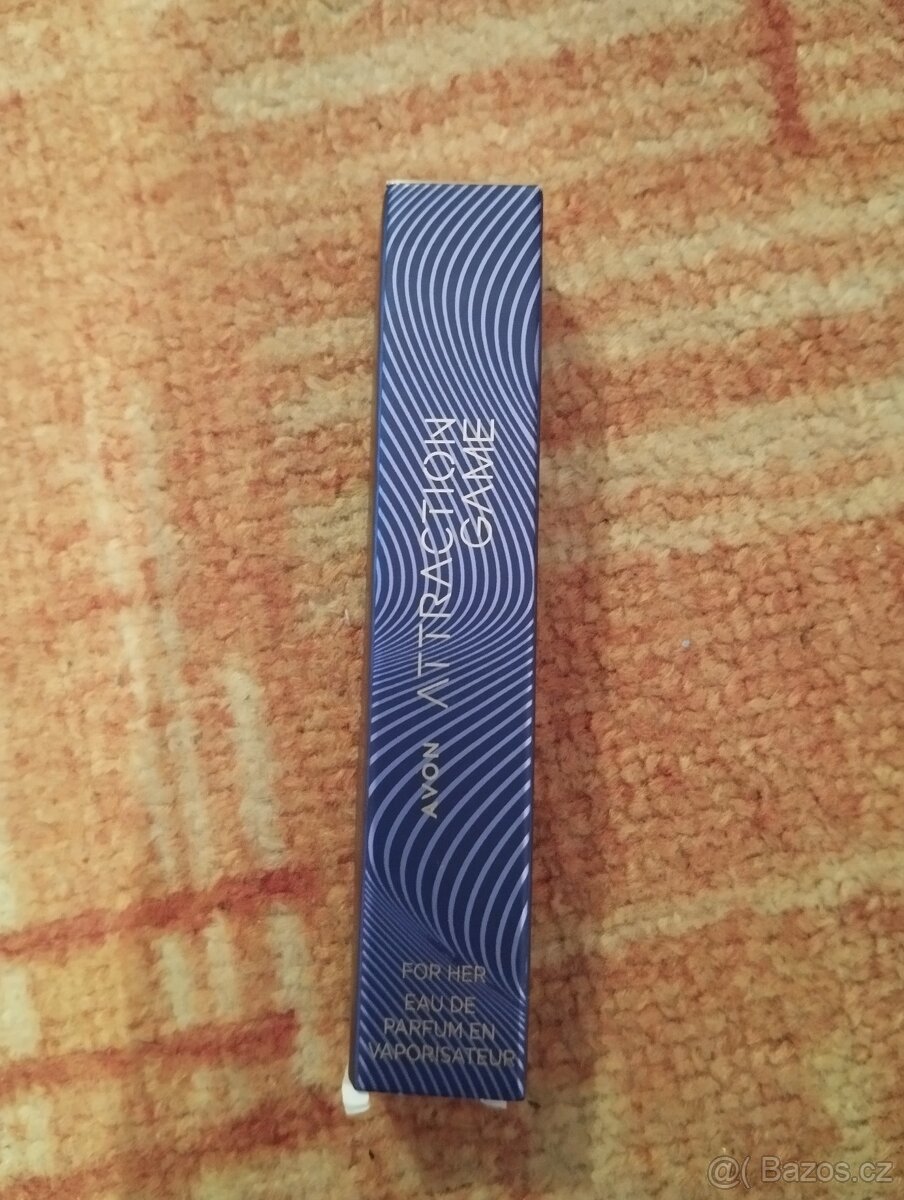 AVON ATTRACTION
GAME
FOR HER
EAU DE
PARFUM EN
VAPORISATEUR
@( Bazos.cz